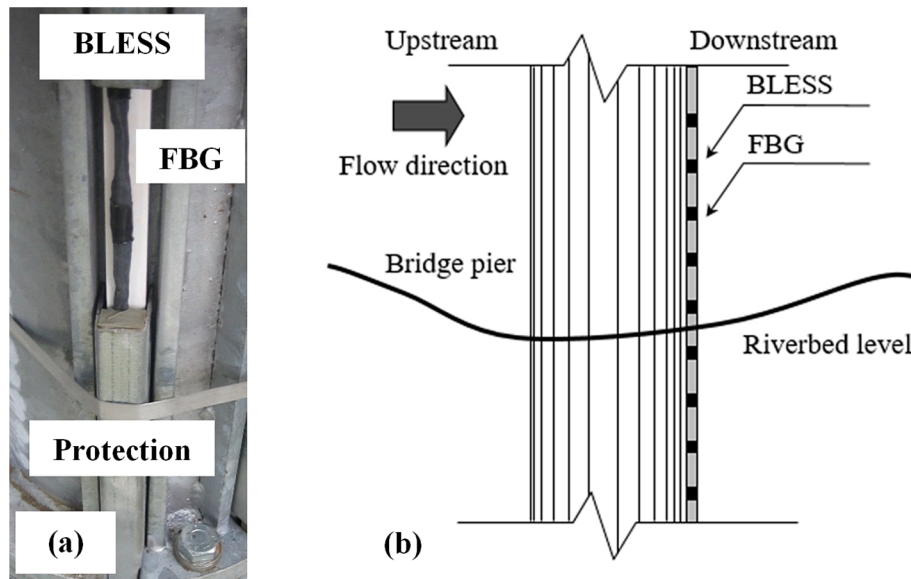 BLESS
FBG
Protection
(a)
Upstream
Downstream
BLESS
FBG
Flow direction
Bridge pier
Riverbed level
(b)